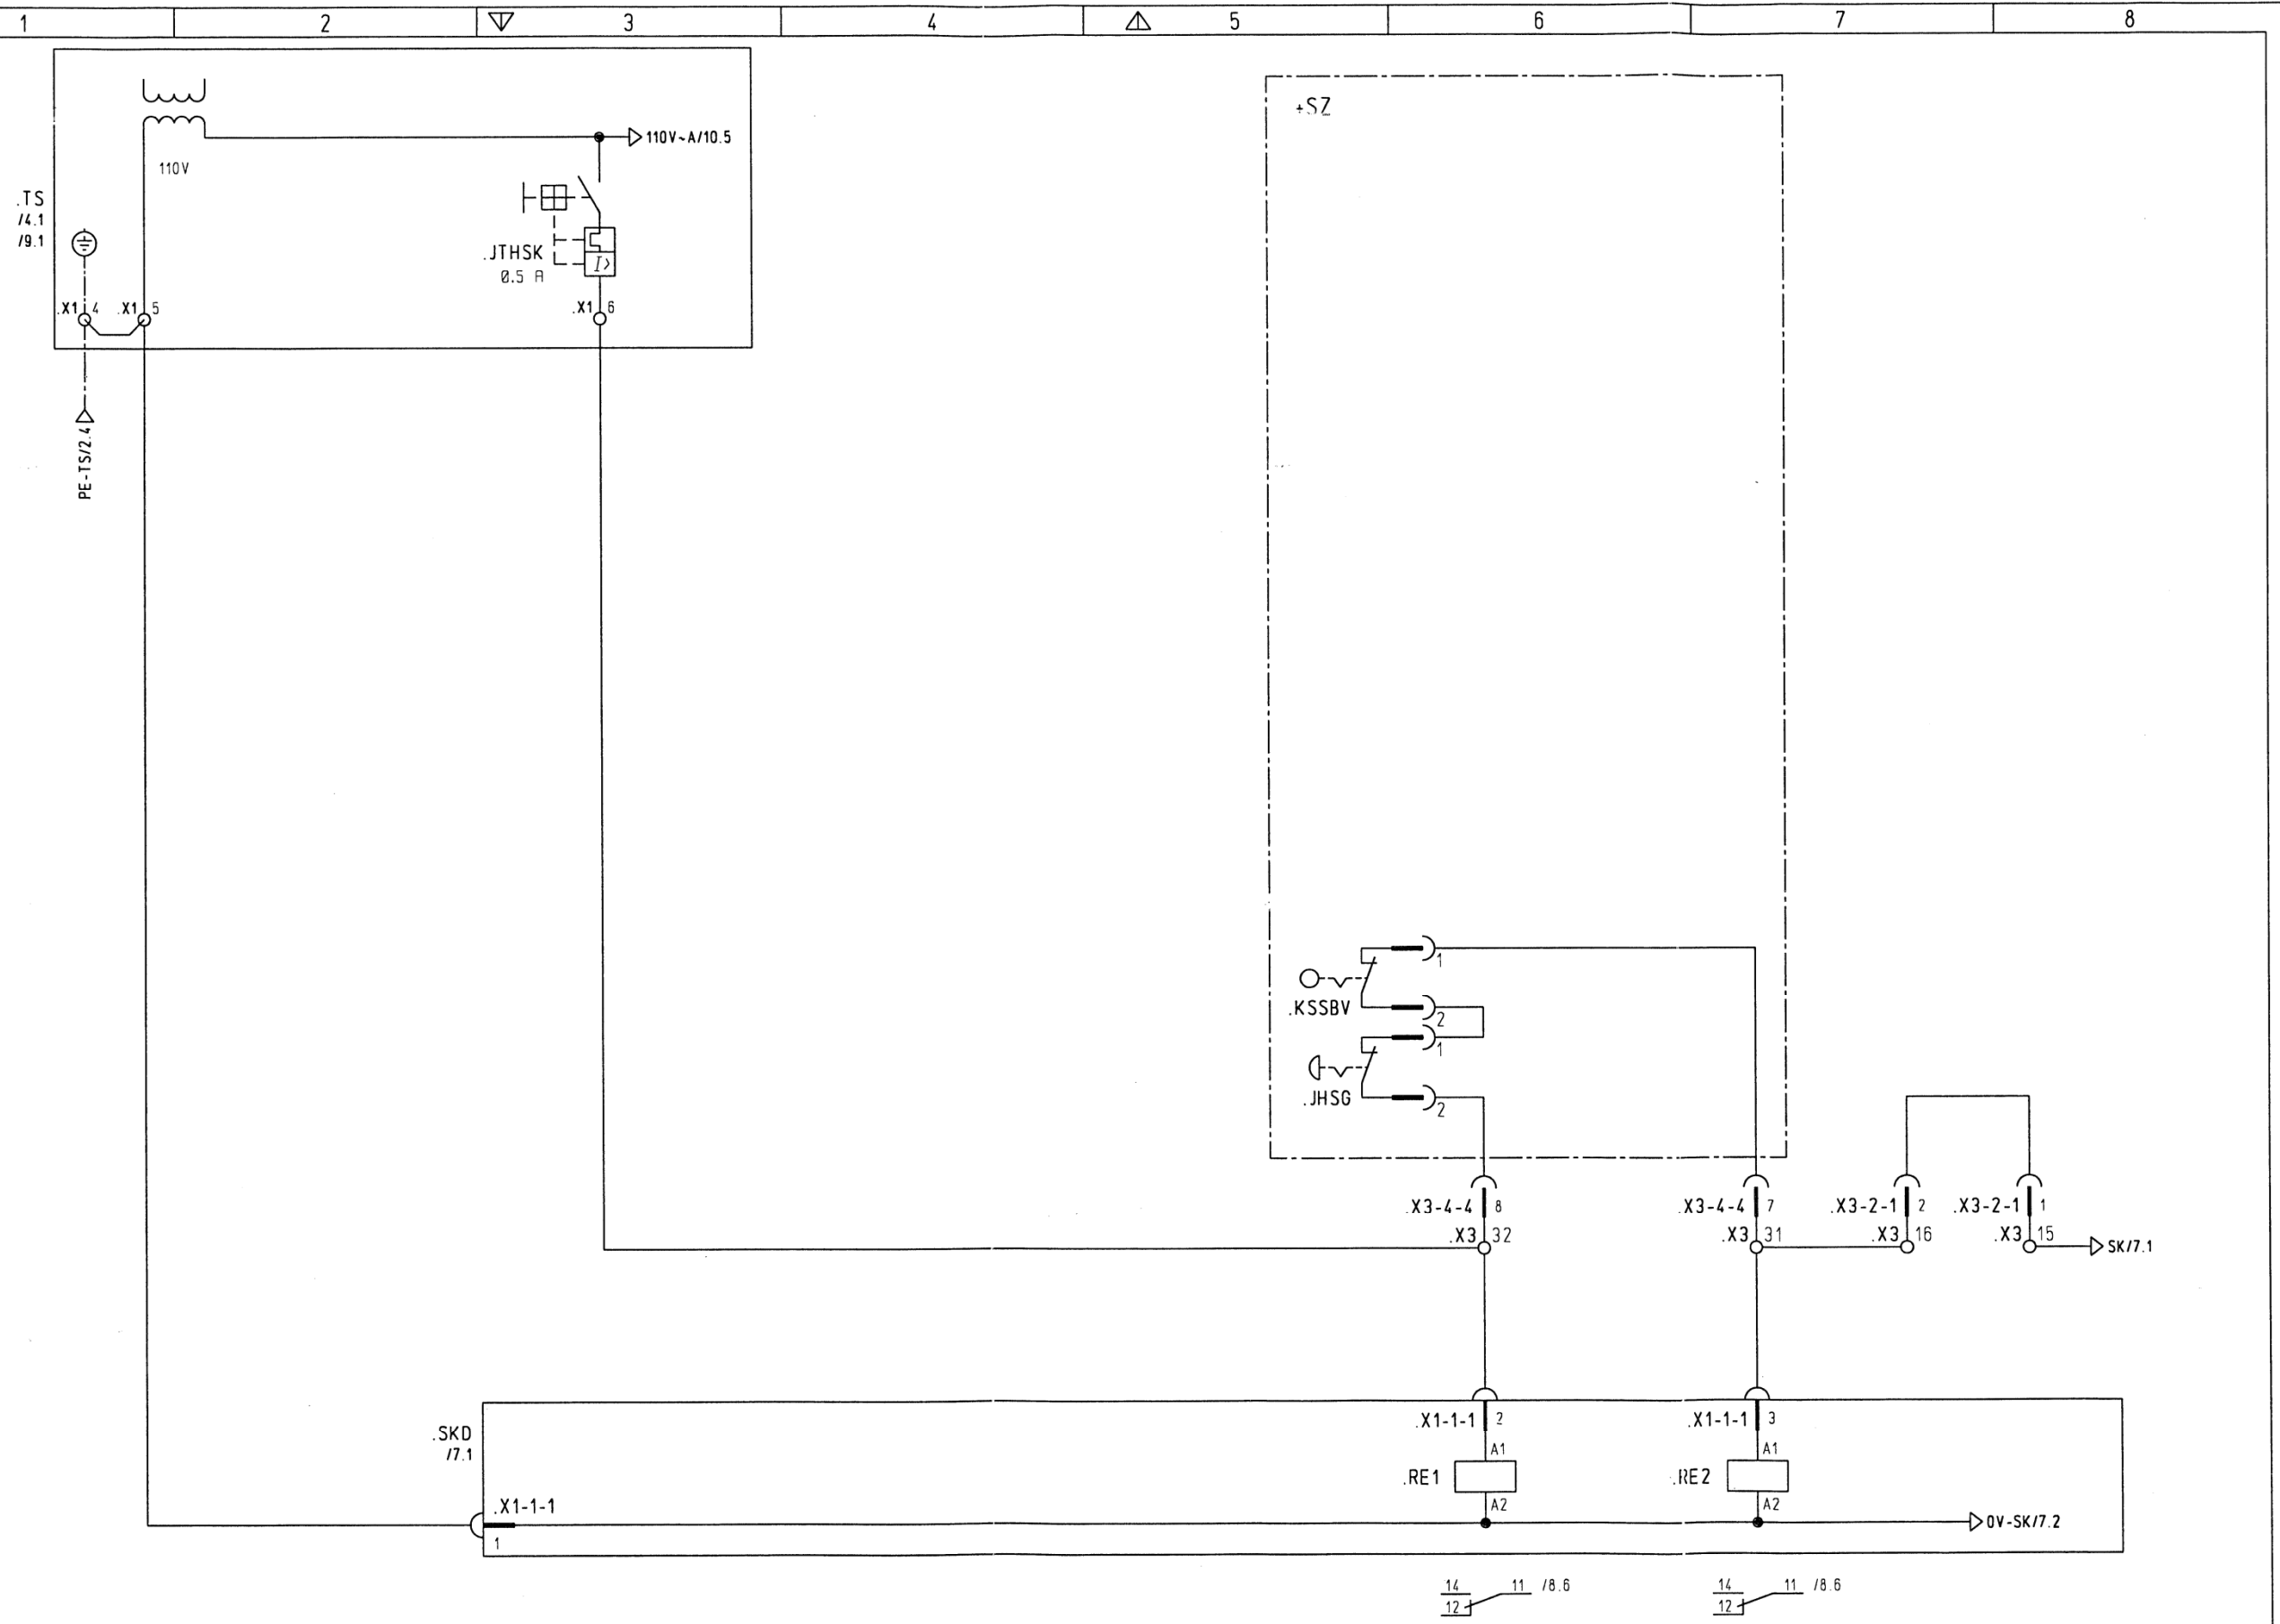 1 2 3 4 5 6 7 8
+SZ
110V~A/10.5
110V
.TS
/4.1
/9.1
.JTHSK
0.5 A
I>
.X1 4 .X1 5
.X1 6
PE-TS/2.4
1
.KSSBV
2
1
.JHSG
2
.X3-4-4 8
.X3-4-4 7
.X3-2-1 2
.X3-2-1 1
.X3 32
.X3 31
.X3 16
.X3 15
SK/7.1
.SKD
/7.1
.X1-1-1 2
.X1-1-1 3
A1
A1
.RE1
.RE2
A2
A2
.X1-1-1
1
0V-SK/7.2
14 11 /8.6
12
14 11 /8.6
12